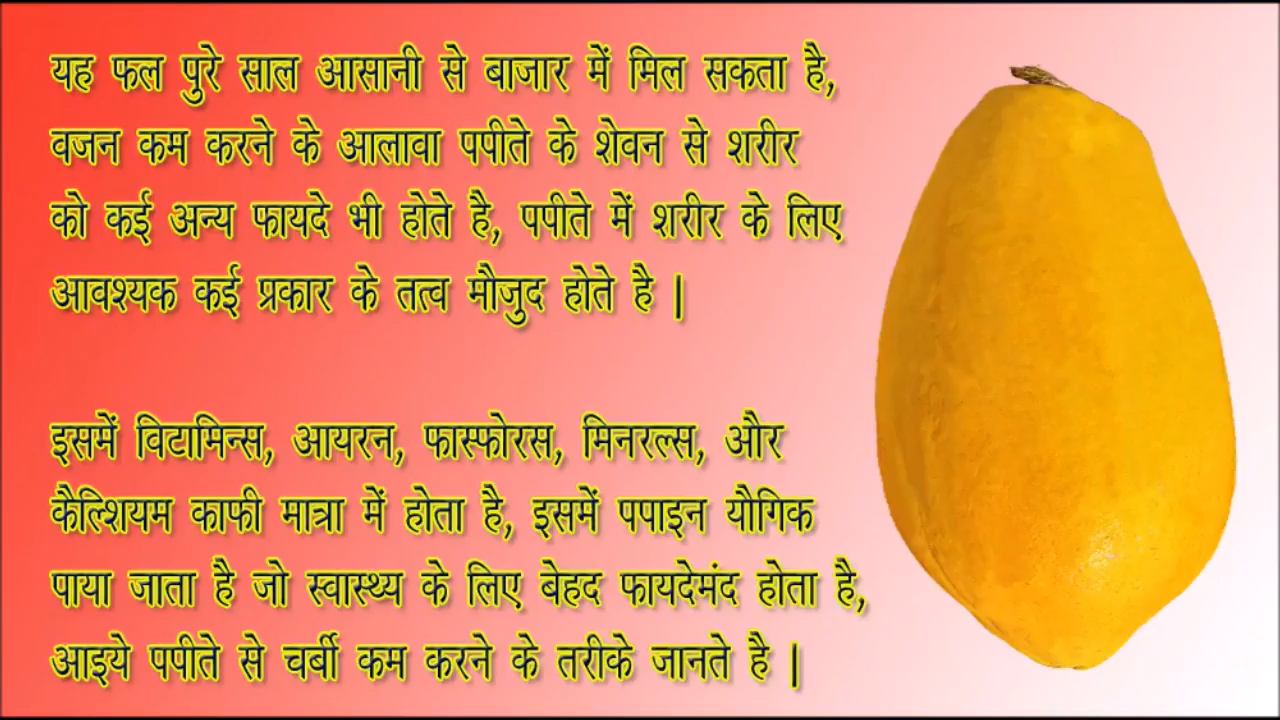 यह फल पुरे साल आसानी से बाजार में मिल सकता है,
वजन कम करने के आलावा पपीते के शेवन से शरीर
को कई अन्य फायदे भी होते है, पपीते में शरीर के लिए
आवश्यक कई प्रकार के तत्व मौजुद होते है |
इसमें विटामिन्स, आयरन, फास्फोरस, मिनरल्स, और
कैल्शियम काफी मात्रा में होता है, इसमें पपाइन यौगिक
पाया जाता है जो स्वास्थ्य के लिए बेहद फायदेमंद होता है,
आइये पपीते से चर्बी कम करने के तरीके जानते है |